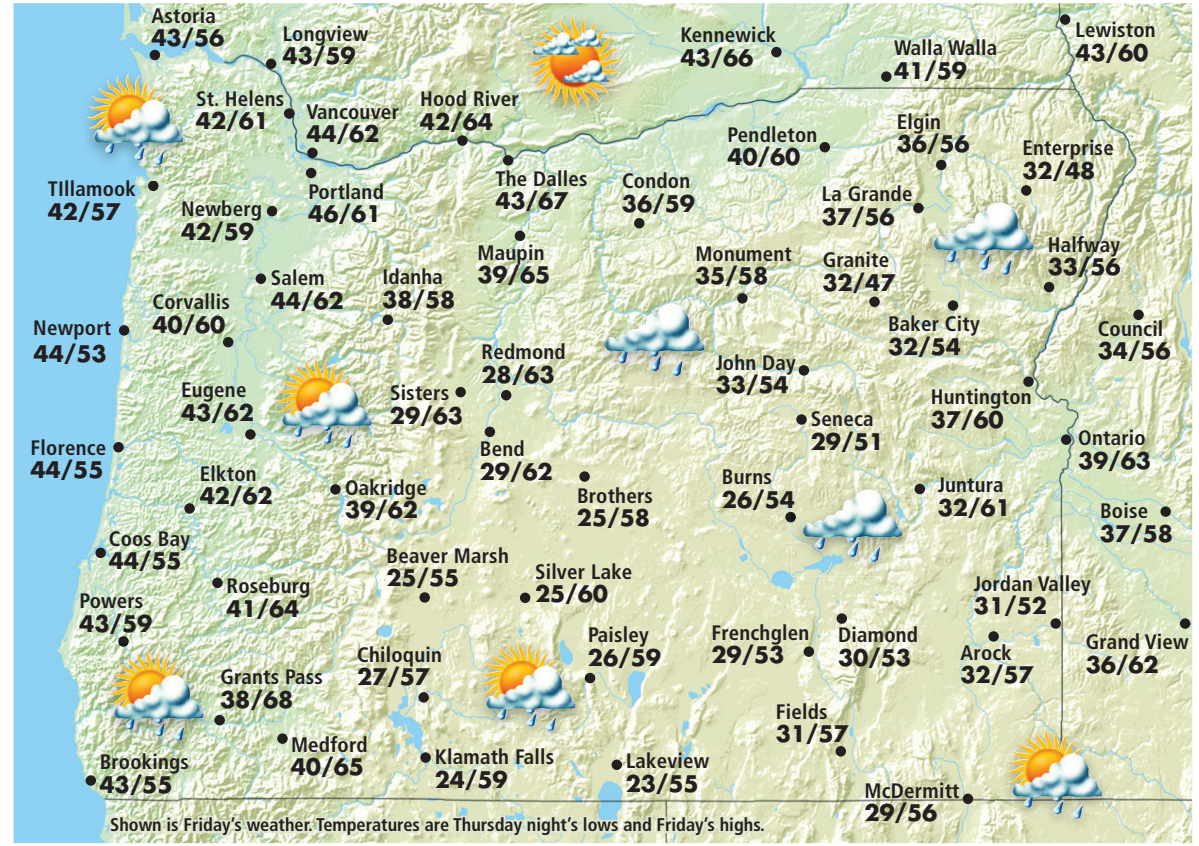 Astoria
43/56
Longview
43/59
Kennewick
43/66
Walla Walla
41/59
Lewiston
43/60
St. Helens
42/61
Vancouver
44/62
Hood River
42/64
Pendleton
40/60
Elgin
36/56
Enterprise
32/48
TIllamook
42/57
Newberg
42/59
Portland
46/61
The Dalles
43/67
Condon
36/59
La Grande
37/56
Maupin
39/65
Monument
35/58
Granite
32/47
Halfway
33/56
Salem
44/62
Idanha
38/58
Corvallis
40/60
Newport
44/53
Baker City
32/54
Council
34/56
Redmond
28/63
John Day
33/54
Eugene
43/62
Sisters
29/63
Huntington
37/60
Seneca
29/51
Florence
44/55
Bend
29/62
Ontario
39/63
Elkton
42/62
Oakridge
39/62
Brothers
25/58
Burns
26/54
Juntura
32/61
Boise
37/58
Coos Bay
44/55
Beaver Marsh
25/55
Silver Lake
25/60
Roseburg
41/64
Jordan Valley
31/52
Powers
43/59
Paisley
26/59
Frenchglen
29/53
Diamond
30/53
Arock
32/57
Grand View
36/62
Chiloquin
27/57
Grants Pass
38/68
Fields
31/57
Medford
40/65
Klamath Falls
24/59
Lakeview
23/55
Brookings
43/55
McDermitt
29/56
Shown is Friday's weather. Temperatures are Thursday night's lows and Friday's highs.